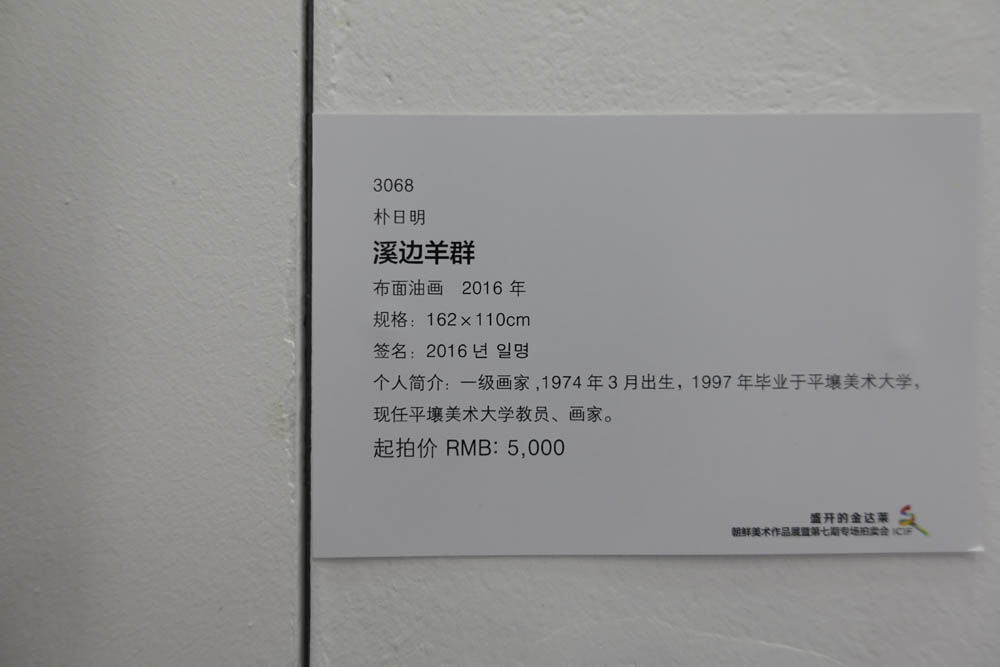 3068
朴日明
溪边羊群
布面油画 2016 年
规格：162×110cm
签名：2016 년 일명
个人简介：一级画家 ,1974 年 3 月出生，1997 年毕业于平壤美术大学，
现任平壤美术大学教员、画家。
起拍价 RMB: 5,000
盛开的金达莱
朝鲜美术作品展暨第七期专场拍卖会 ICIF